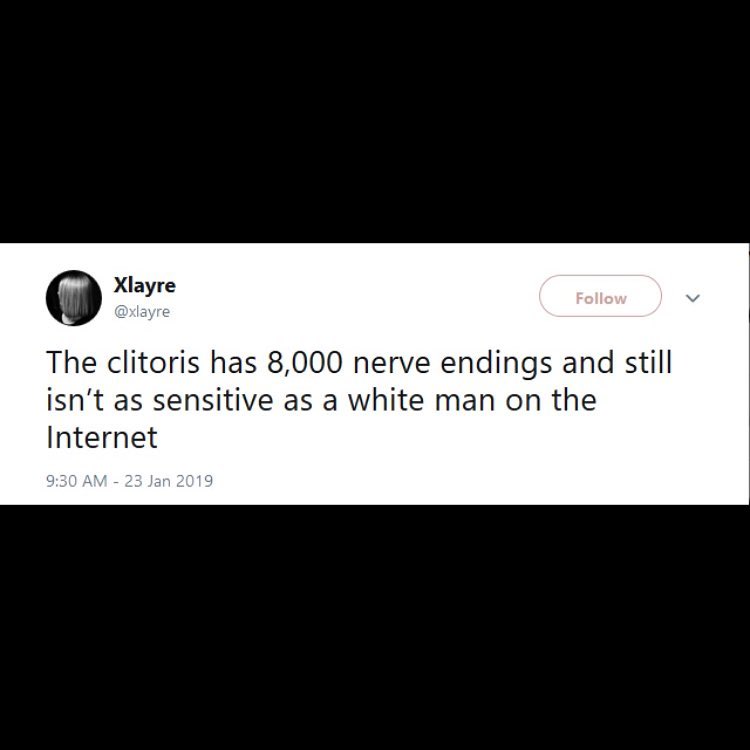 Xlayre
@xlayre
Follow
The clitoris has 8,000 nerve endings and still
isn’t as sensitive as a white man on the
Internet
9:30 AM - 23 Jan 2019